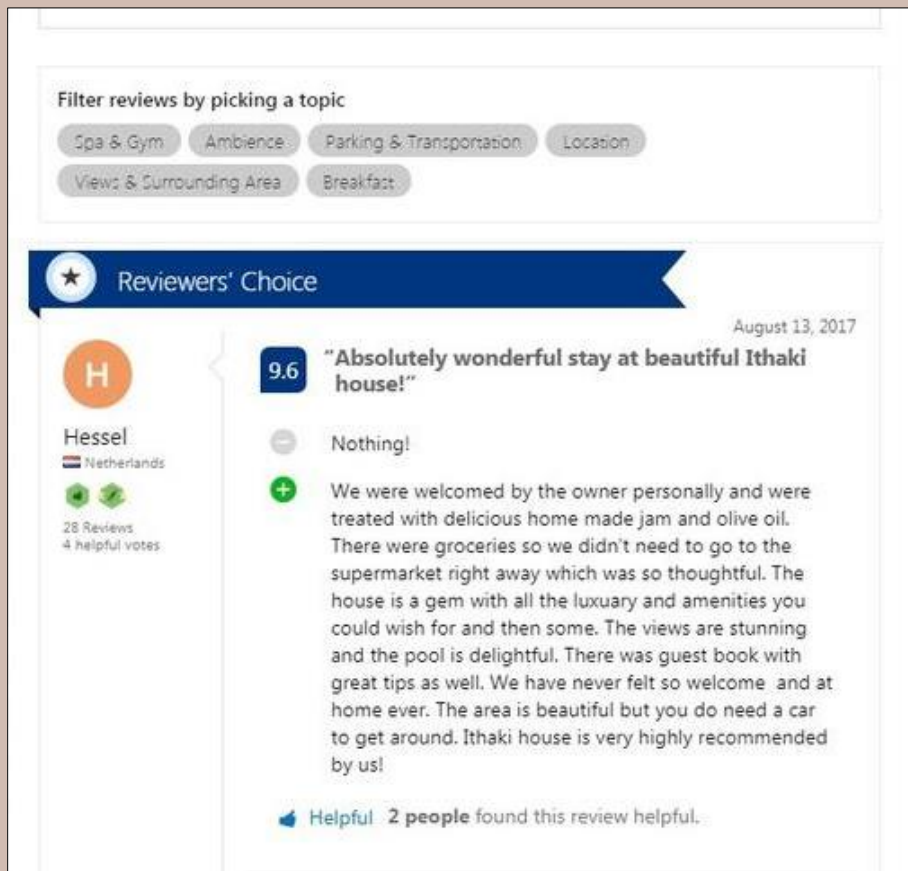 Filter reviews by picking a topic
Spa & Gym Ambience Parking & Transportation Location
Views & Surrounding Area Breakfast
Reviewers' Choice
August 13, 2017
H
9.6
"Absolutely wonderful stay at beautiful Ithaki
house!"
Hessel
Netherlands
28 Reviews
4 helpful votes
Nothing!
We were welcomed by the owner personally and were
treated with delicious home made jam and olive oil.
There were groceries so we didn't need to go to the
supermarket right away which was so thoughtful. The
house is a gem with all the luxuary and amenities you
could wish for and then some. The views are stunning
and the pool is delightful. There was guest book with
great tips as well. We have never felt so welcome and at
home ever. The area is beautiful but you do need a car
to get around. Ithaki house is very highly recommended
by us!
Helpful 2 people found this review helpful.